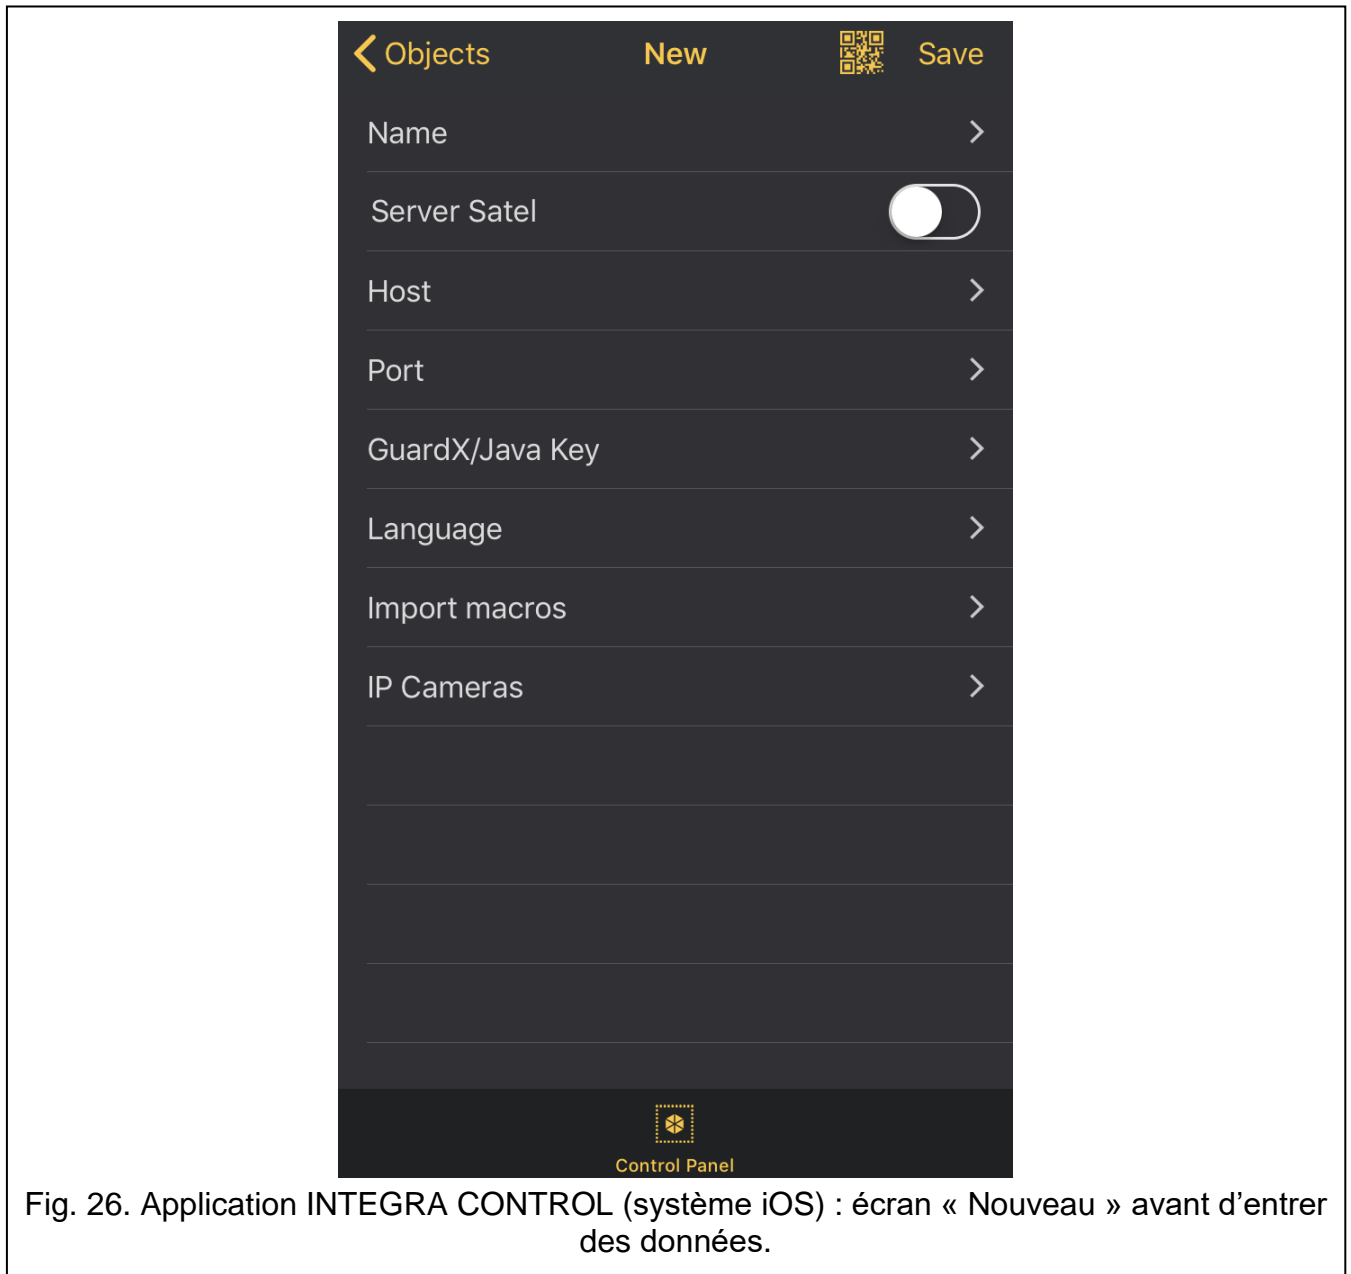 Objects New Save
Name
Server Satel
Host
Port
GuardX/Java Key
Language
Import macros
IP Cameras
Control Panel
Fig. 26. Application INTEGRA CONTROL (système iOS) : écran « Nouveau » avant d’entrer
des données.